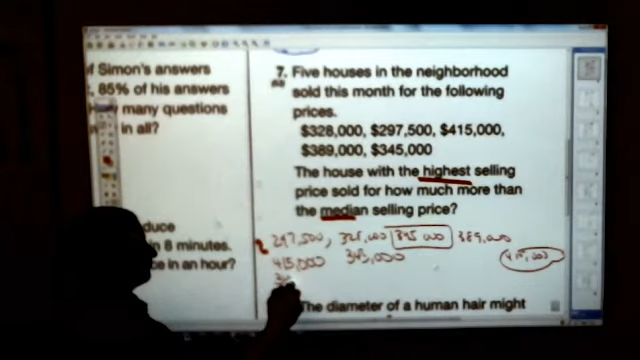 f Simon's answers
, 85% of his answers
many questions
in all?
duce
in 8 minutes.
ce in an hour?
7. Five houses in the neighborhood
sold this month for the following
prices.
$328,000, $297,500, $415,000,
$389,000, $345,000
The house with the highest selling
price sold for how much more than
the median selling price?
297,500, 328,000 345 000 389,000
415,000 345,000
415,000
The diameter of a human hair might